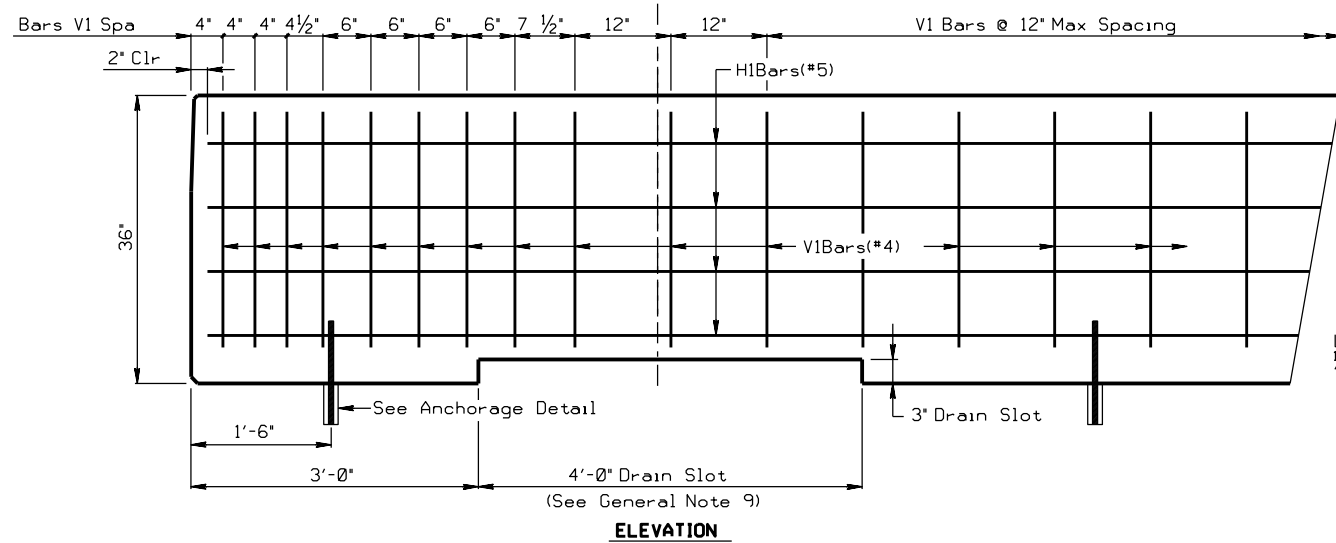 Bars V1 Spa 4" 4" 4" 4½" 6" 6" 6" 6" 7 ½" 12" 12" V1 Bars @ 12" Max Spacing
2" Clr
H1Bars(#5)
36"
V1Bars(#4)
See Anchorage Detail
3" Drain Slot
1'-6"
3'-0" 4'-0" Drain Slot
(See General Note 9)
ELEVATION